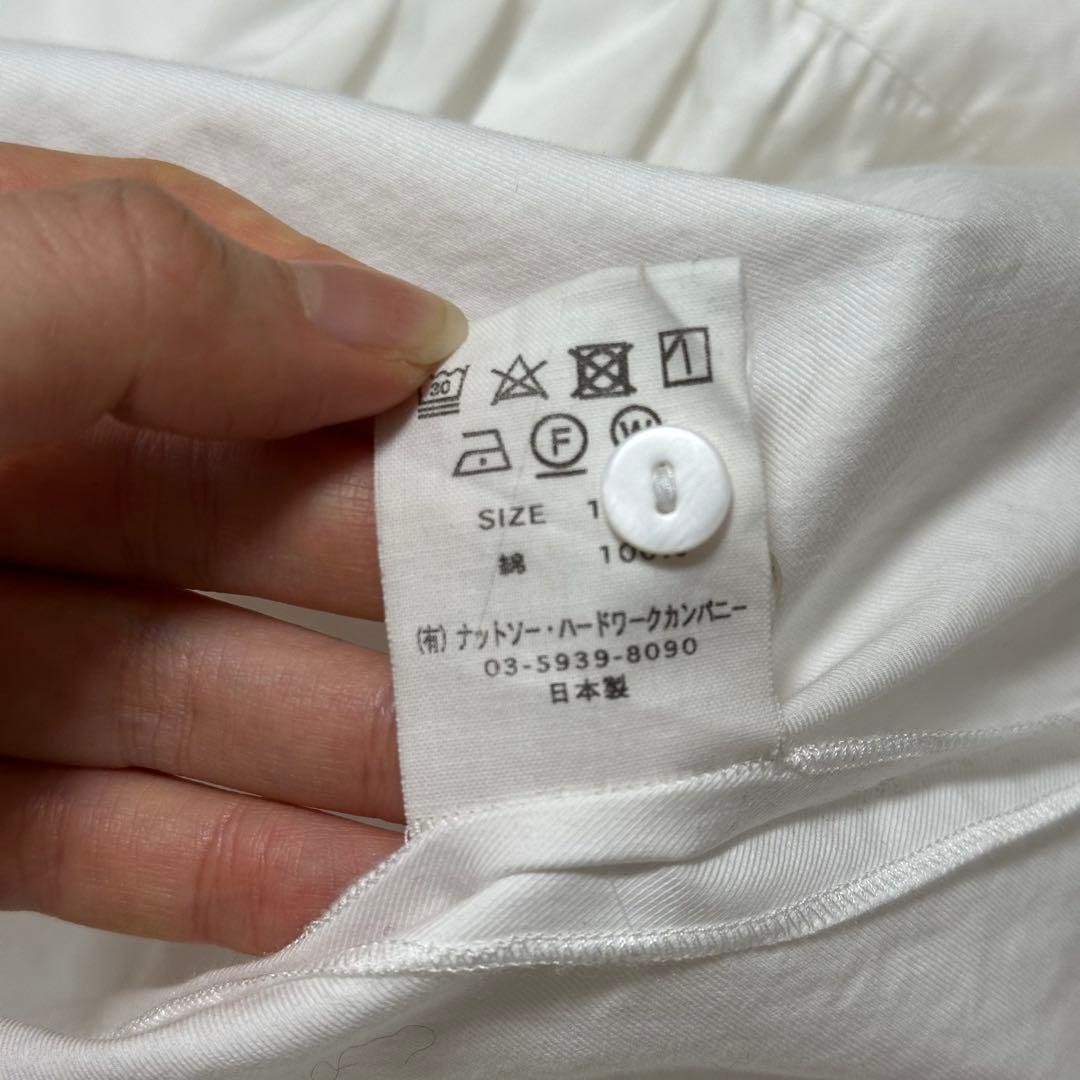 30
F W
SIZE 1
綿 100%
(有) ナットソー・ハードワークカンパニー
03-5939-8090
日本製